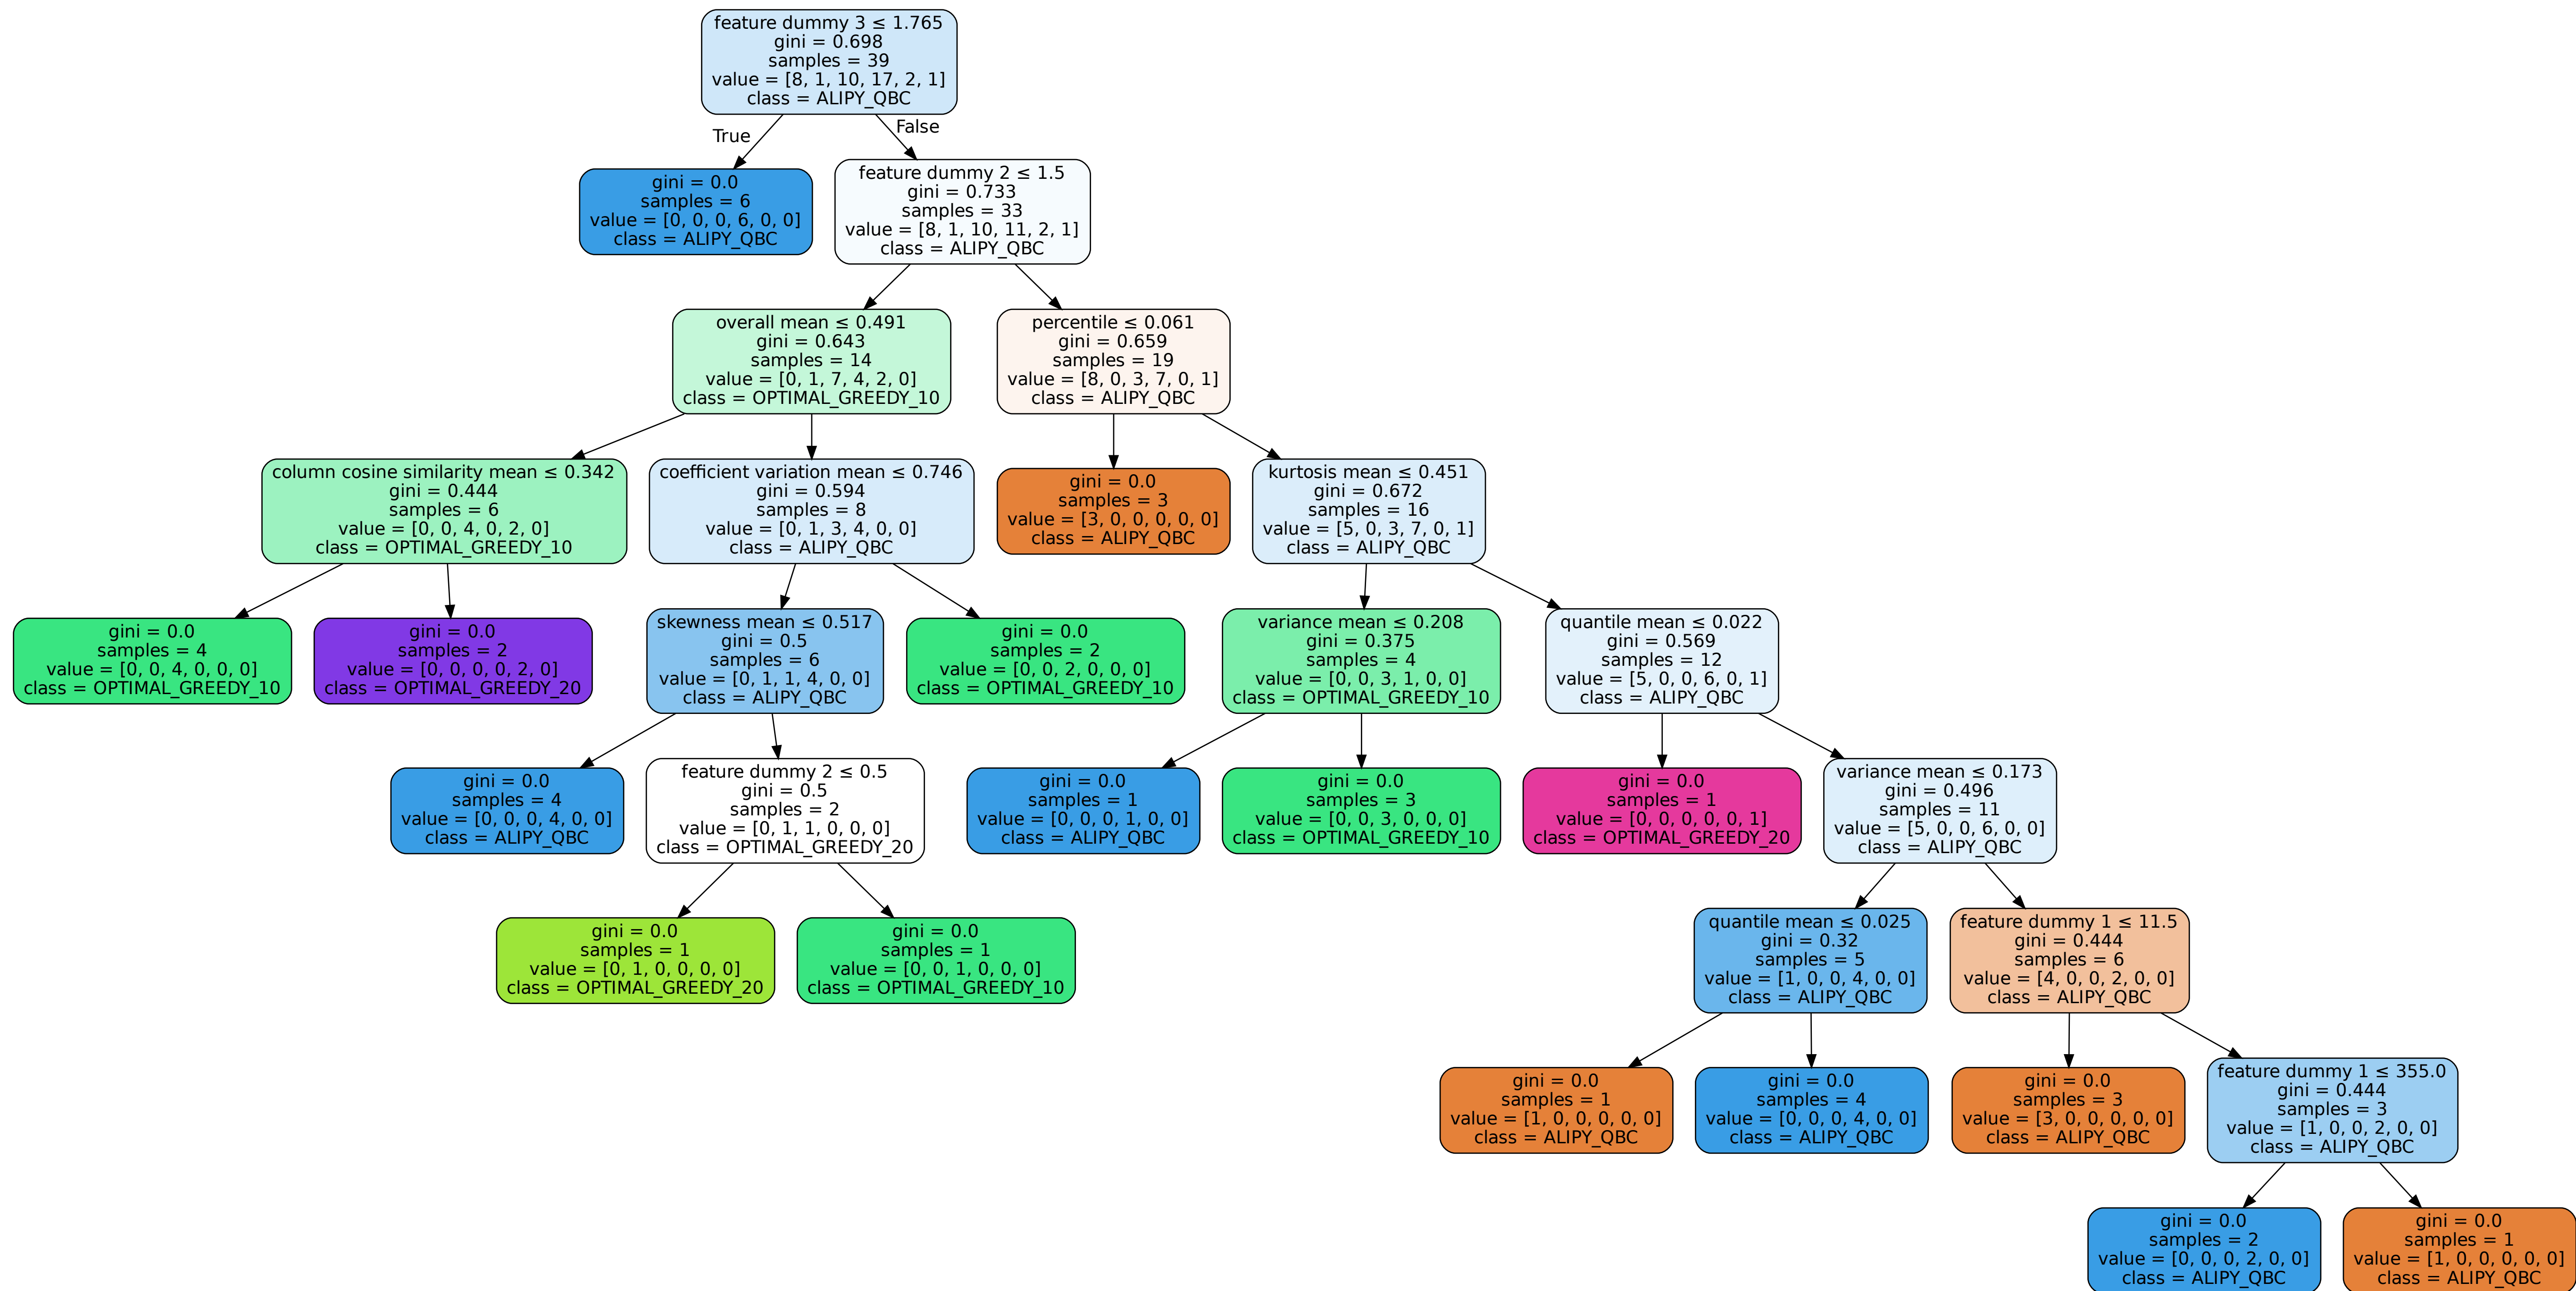 feature dummy 3 ≤ 1.765
gini = 0.698
samples = 39
value = [8, 1, 10, 17, 2, 1]
class = ALIPY_QBC
True
False
gini = 0.0
samples = 6
value = [0, 0, 0, 6, 0, 0]
class = ALIPY_QBC
feature dummy 2 ≤ 1.5
gini = 0.733
samples = 33
value = [8, 1, 10, 11, 2, 1]
class = ALIPY_QBC
overall mean ≤ 0.491
gini = 0.643
samples = 14
value = [0, 1, 7, 4, 2, 0]
class = OPTIMAL_GREEDY_10
percentile ≤ 0.061
gini = 0.659
samples = 19
value = [8, 0, 3, 7, 0, 1]
class = ALIPY_QBC
column cosine similarity mean ≤ 0.342
gini = 0.444
samples = 6
value = [0, 0, 4, 0, 2, 0]
class = OPTIMAL_GREEDY_10
coefficient variation mean ≤ 0.746
gini = 0.594
samples = 8
value = [0, 1, 3, 4, 0, 0]
class = ALIPY_QBC
gini = 0.0
samples = 3
value = [3, 0, 0, 0, 0, 0]
class = ALIPY_QBC
kurtosis mean ≤ 0.451
gini = 0.672
samples = 16
value = [5, 0, 3, 7, 0, 1]
class = ALIPY_QBC
gini = 0.0
samples = 4
value = [0, 0, 4, 0, 0, 0]
class = OPTIMAL_GREEDY_10
gini = 0.0
samples = 2
value = [0, 0, 0, 0, 2, 0]
class = OPTIMAL_GREEDY_20
skewness mean ≤ 0.517
gini = 0.5
samples = 6
value = [0, 1, 1, 4, 0, 0]
class = ALIPY_QBC
gini = 0.0
samples = 2
value = [0, 0, 2, 0, 0, 0]
class = OPTIMAL_GREEDY_10
variance mean ≤ 0.208
gini = 0.375
samples = 4
value = [0, 0, 3, 1, 0, 0]
class = OPTIMAL_GREEDY_10
quantile mean ≤ 0.022
gini = 0.569
samples = 12
value = [5, 0, 0, 6, 0, 1]
class = ALIPY_QBC
gini = 0.0
samples = 4
value = [0, 0, 0, 4, 0, 0]
class = ALIPY_QBC
feature dummy 2 ≤ 0.5
gini = 0.5
samples = 2
value = [0, 1, 1, 0, 0, 0]
class = OPTIMAL_GREEDY_20
gini = 0.0
samples = 1
value = [0, 0, 0, 1, 0, 0]
class = ALIPY_QBC
gini = 0.0
samples = 3
value = [0, 0, 3, 0, 0, 0]
class = OPTIMAL_GREEDY_10
gini = 0.0
samples = 1
value = [0, 0, 0, 0, 0, 1]
class = OPTIMAL_GREEDY_20
variance mean ≤ 0.173
gini = 0.496
samples = 11
value = [5, 0, 0, 6, 0, 0]
class = ALIPY_QBC
gini = 0.0
samples = 1
value = [0, 1, 0, 0, 0, 0]
class = OPTIMAL_GREEDY_20
gini = 0.0
samples = 1
value = [0, 0, 1, 0, 0, 0]
class = OPTIMAL_GREEDY_10
quantile mean ≤ 0.025
gini = 0.32
samples = 5
value = [1, 0, 0, 4, 0, 0]
class = ALIPY_QBC
feature dummy 1 ≤ 11.5
gini = 0.444
samples = 6
value = [4, 0, 0, 2, 0, 0]
class = ALIPY_QBC
gini = 0.0
samples = 1
value = [1, 0, 0, 0, 0, 0]
class = ALIPY_QBC
gini = 0.0
samples = 4
value = [0, 0, 0, 4, 0, 0]
class = ALIPY_QBC
gini = 0.0
samples = 3
value = [3, 0, 0, 0, 0, 0]
class = ALIPY_QBC
feature dummy 1 ≤ 355.0
gini = 0.444
samples = 3
value = [1, 0, 0, 2, 0, 0]
class = ALIPY_QBC
gini = 0.0
samples = 2
value = [0, 0, 0, 2, 0, 0]
class = ALIPY_QBC
gini = 0.0
samples = 1
value = [1, 0, 0, 0, 0, 0]
class = ALIPY_QBC